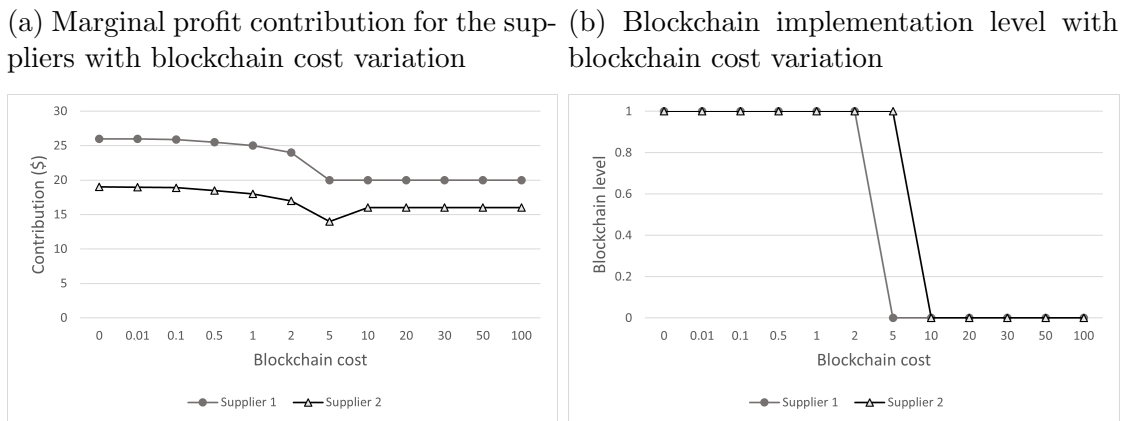 (a) Marginal profit contribution for the sup-
pliers with blockchain cost variation
30
25
20
15
10
5
0
Contribution ($)
0 0.01 0.1 0.5 1 2 5 10 20 30 50 100
Blockchain cost
Supplier 1 Supplier 2
(b) Blockchain implementation level with
blockchain cost variation
1
0.8
0.6
0.4
0.2
0
Blockchain level
0 0.01 0.1 0.5 1 2 5 10 20 30 50 100
Blockchain cost
Supplier 1 Supplier 2